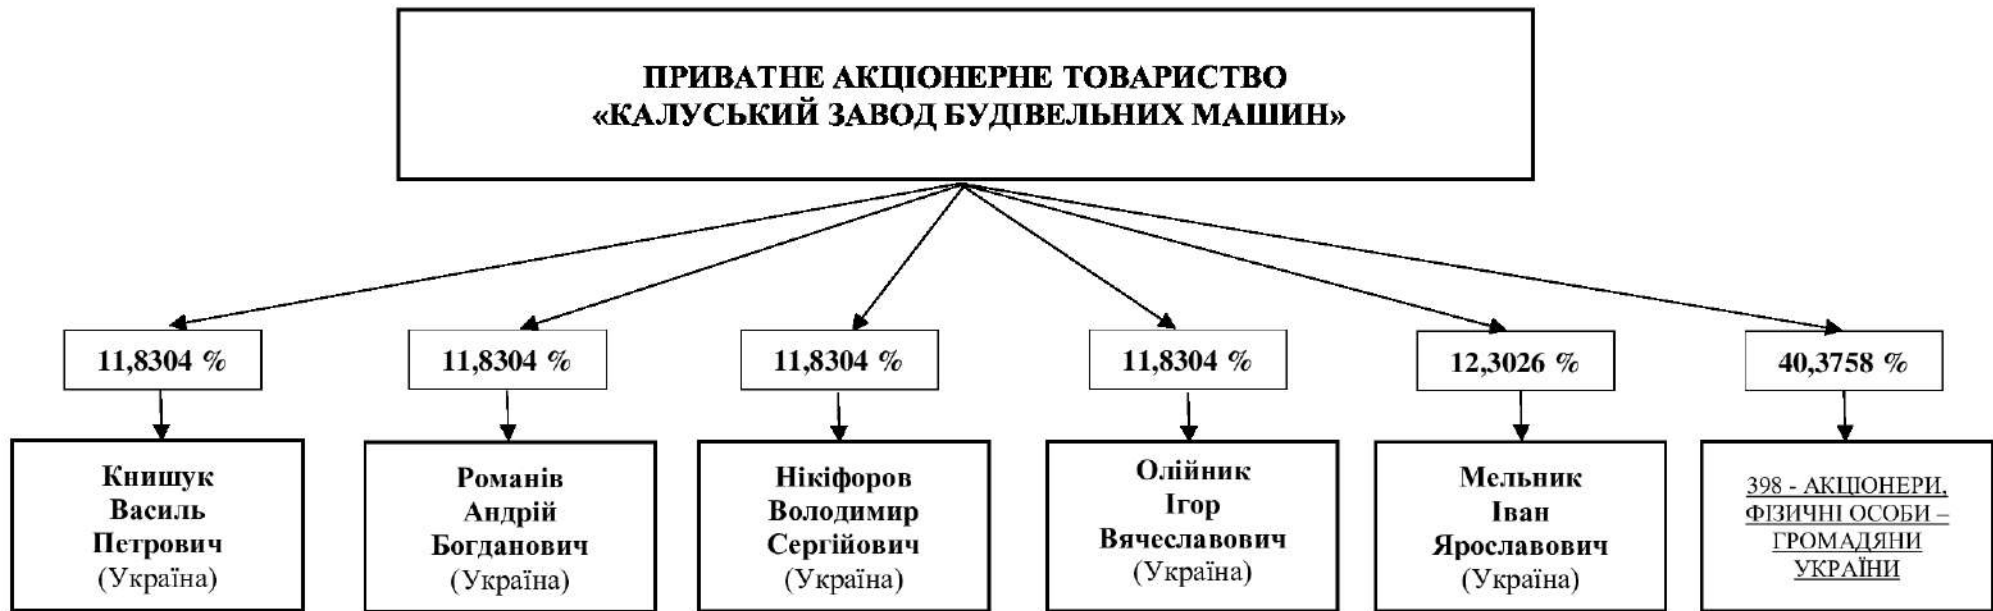 ПРИВАТНЕ АКЦІОНЕРНЕ ТОВАРИСТВО
«КАЛУСЬКИЙ ЗАВОД БУДІВЕЛЬНИХ МАШИН»
11,8304 %
11,8304 %
11,8304 %
11,8304 %
12,3026 %
40,3758 %
Книшук
Василь
Петрович
(Україна)
Романів
Андрій
Богданович
(Україна)
Нікіфоров
Володимир
Сергійович
(Україна)
Олійник
Ігор
Вячеславович
(Україна)
Мельник
Іван
Ярославович
(Україна)
398 - АКЦІОНЕРИ,
ФІЗИЧНІ ОСОБИ –
ГРОМАДЯНИ
УКРАЇНИ